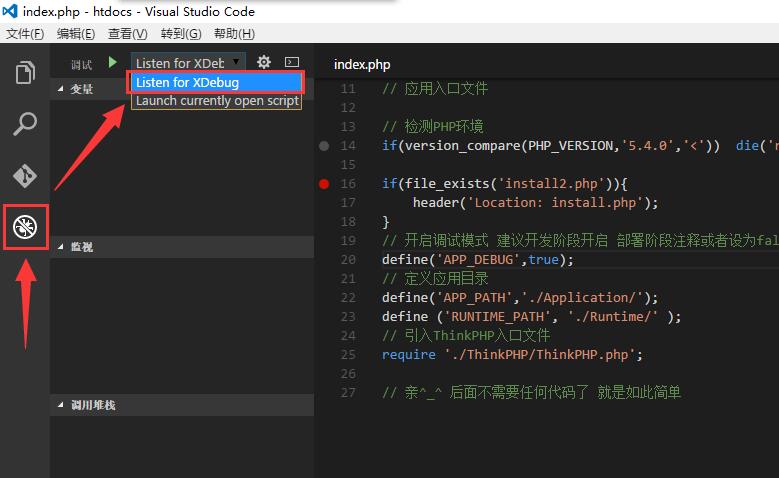 index.php - htdocs - Visual Studio Code
文件(F) 编辑(E) 查看(V) 转到(G) 帮助(H)
调试 Listen for XDeb
Listen for XDebug
Launch currently open script
变量
监视
调用堆栈
index.php
11 // 应用入口文件
12
13 // 检测PHP环境
14 if(version_compare(PHP_VERSION,'5.4.0','<')) die('r
15
16 if(file_exists('install2.php')){
17 header('Location: install.php');
18 }
19 // 开启调试模式 建议开发阶段开启 部署阶段注释或者设为fal
20 define('APP_DEBUG',true);
21 // 定义应用目录
22 define('APP_PATH','./Application/');
23 define ('RUNTIME_PATH', './Runtime/' );
24 // 引入ThinkPHP入口文件
25 require './ThinkPHP/ThinkPHP.php';
26
27 // 亲^_^ 后面不需要任何代码了 就是如此简单